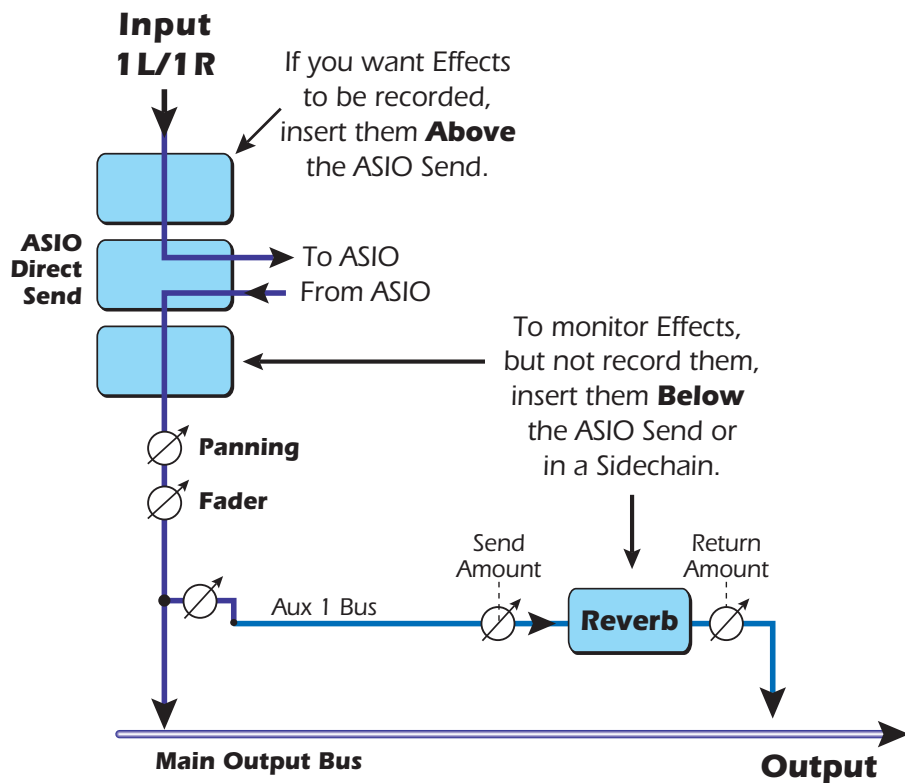 Input
1L/1R
If you want Effects
to be recorded,
insert them Above
the ASIO Send.
ASIO
Direct
Send
To ASIO
From ASIO
To monitor Effects,
but not record them,
insert them Below
the ASIO Send or
in a Sidechain.
Panning
Fader
Send
Amount
Return
Amount
Aux 1 Bus
Reverb
Main Output Bus
Output